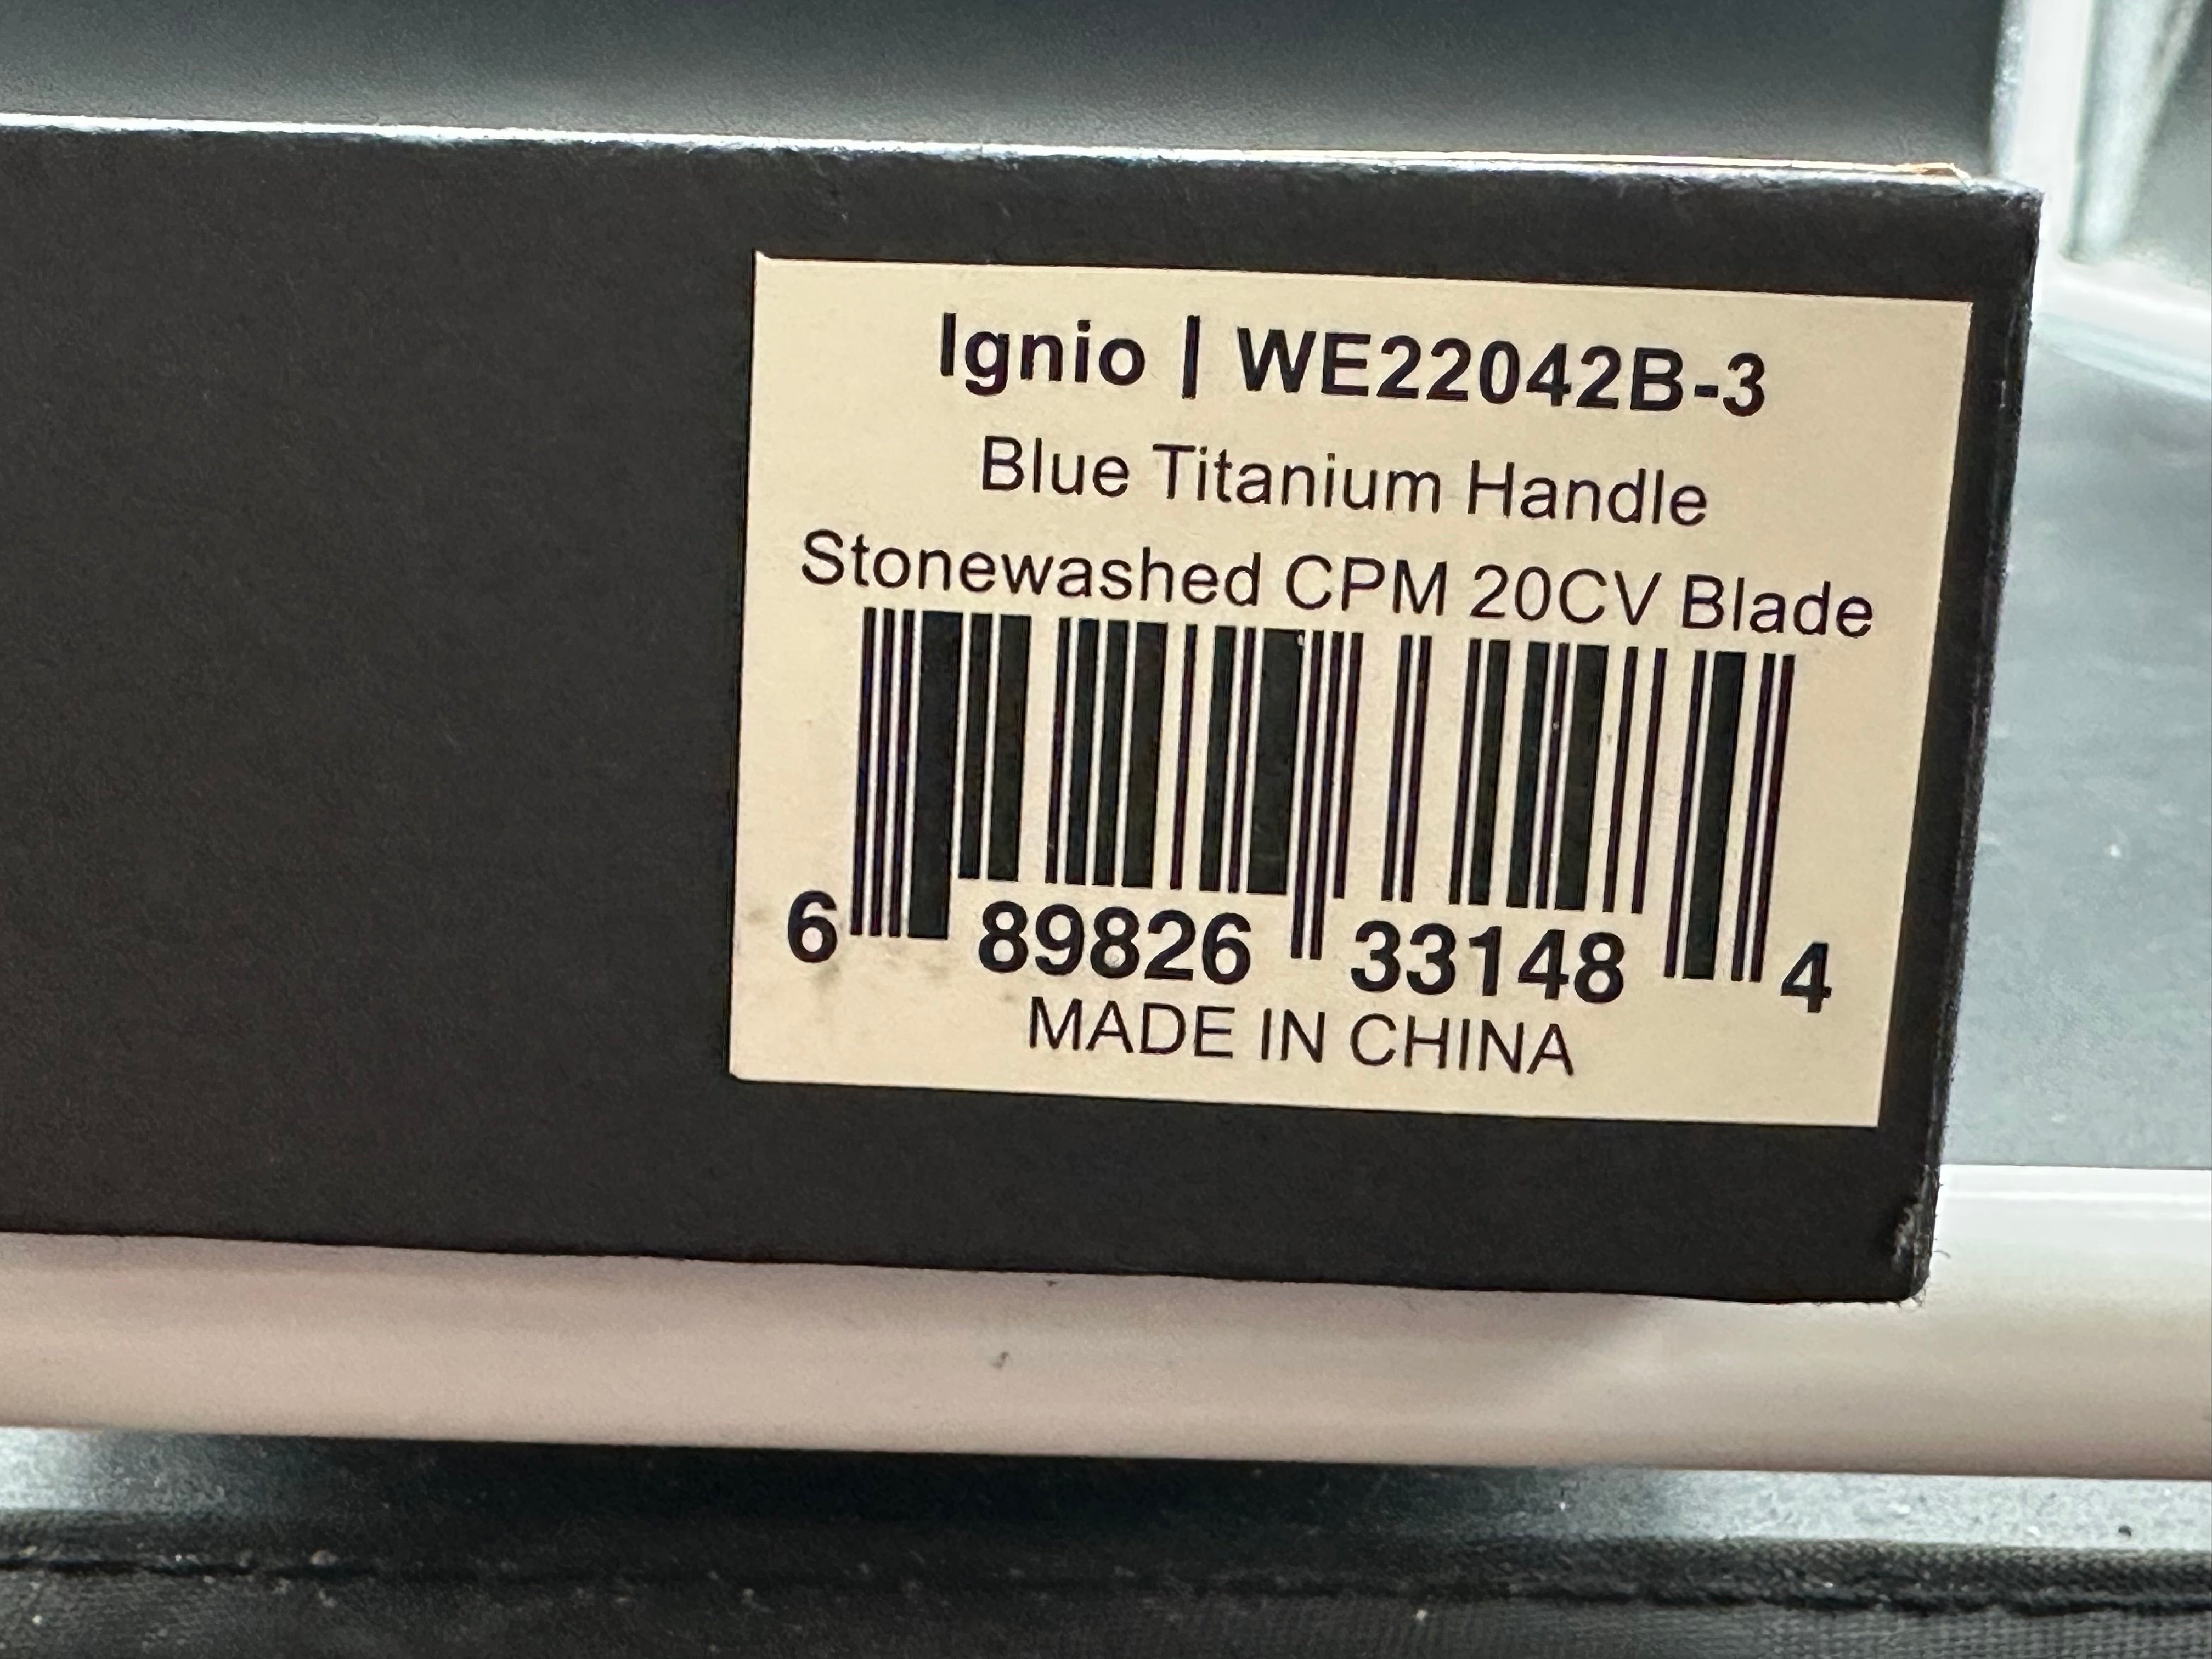 Ignio | WE22042B-3
Blue Titanium Handle
Stonewashed CPM 20CV Blade
6 89826 33148 4
MADE IN CHINA